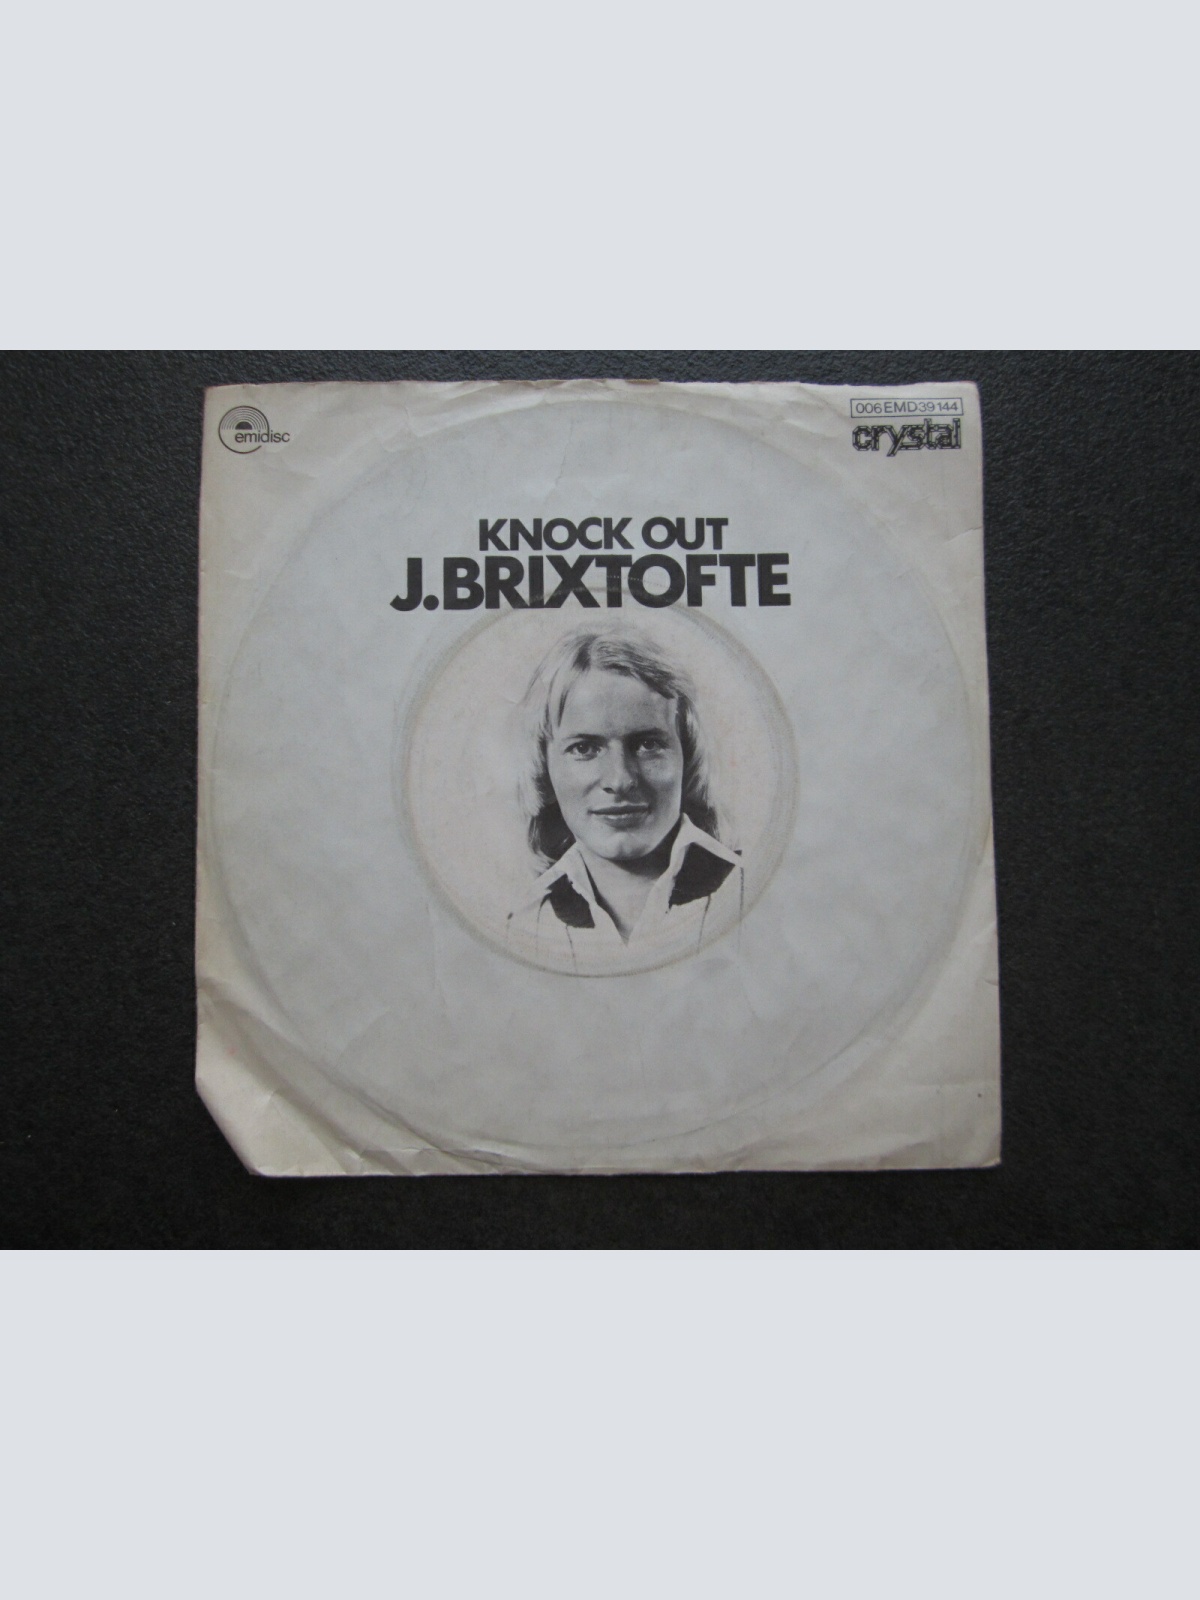 emidisc
006 EMD 39 144
crystal
KNOCK OUT
J.BRIXTOFTE